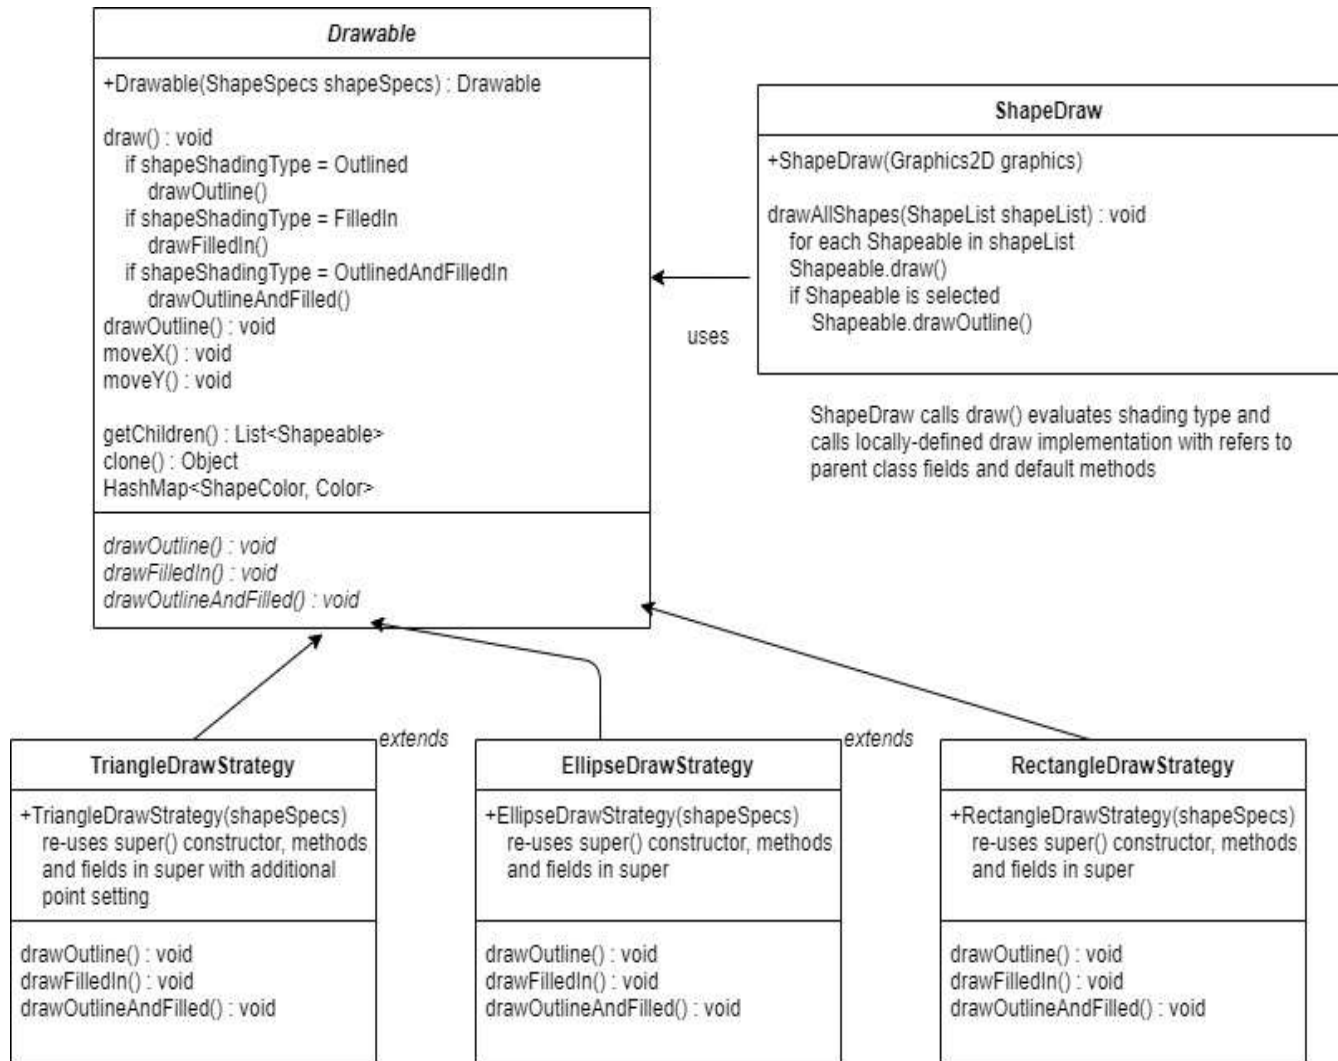 Drawable
+Drawable(ShapeSpecs shapeSpecs) : Drawable
draw() : void
if shapeShadingType = Outlined
drawOutline()
if shapeShadingType = FilledIn
drawFilledIn()
if shapeShadingType = OutlinedAndFilledIn
drawOutlineAndFilled()
drawOutline() : void
moveX() : void
moveY() : void
getChildren() : List<Shapeable>
clone() : Object
HashMap<ShapeColor, Color>
drawOutline() : void
drawFilledIn() : void
drawOutlineAndFilled() : void
uses
ShapeDraw
+ShapeDraw(Graphics2D graphics)
drawAllShapes(ShapeList shapeList) : void
for each Shapeable in shapeList
Shapeable.draw()
if Shapeable is selected
Shapeable.drawOutline()
ShapeDraw calls draw() evaluates shading type and
calls locally-defined draw implementation with refers to
parent class fields and default methods
extends
extends
TriangleDrawStrategy
+TriangleDrawStrategy(shapeSpecs)
re-uses super() constructor, methods
and fields in super with additional
point setting
drawOutline() : void
drawFilledIn() : void
drawOutlineAndFilled() : void
EllipseDrawStrategy
+EllipseDrawStrategy(shapeSpecs)
re-uses super() constructor, methods
and fields in super
drawOutline() : void
drawFilledIn() : void
drawOutlineAndFilled() : void
RectangleDrawStrategy
+RectangleDrawStrategy(shapeSpecs)
re-uses super() constructor, methods
and fields in super
drawOutline() : void
drawFilledIn() : void
drawOutlineAndFilled() : void